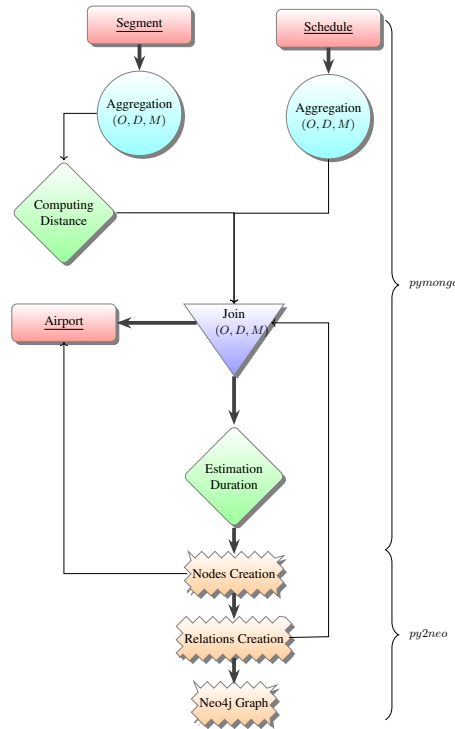 Segment
Schedule
Aggregation
(O, D, M)
Aggregation
(O, D, M)
Computing
Distance
pymongo
Airport
Join
(O, D, M)
Estimation
Duration
Nodes Creation
Relations Creation
py2neo
Neo4j Graph